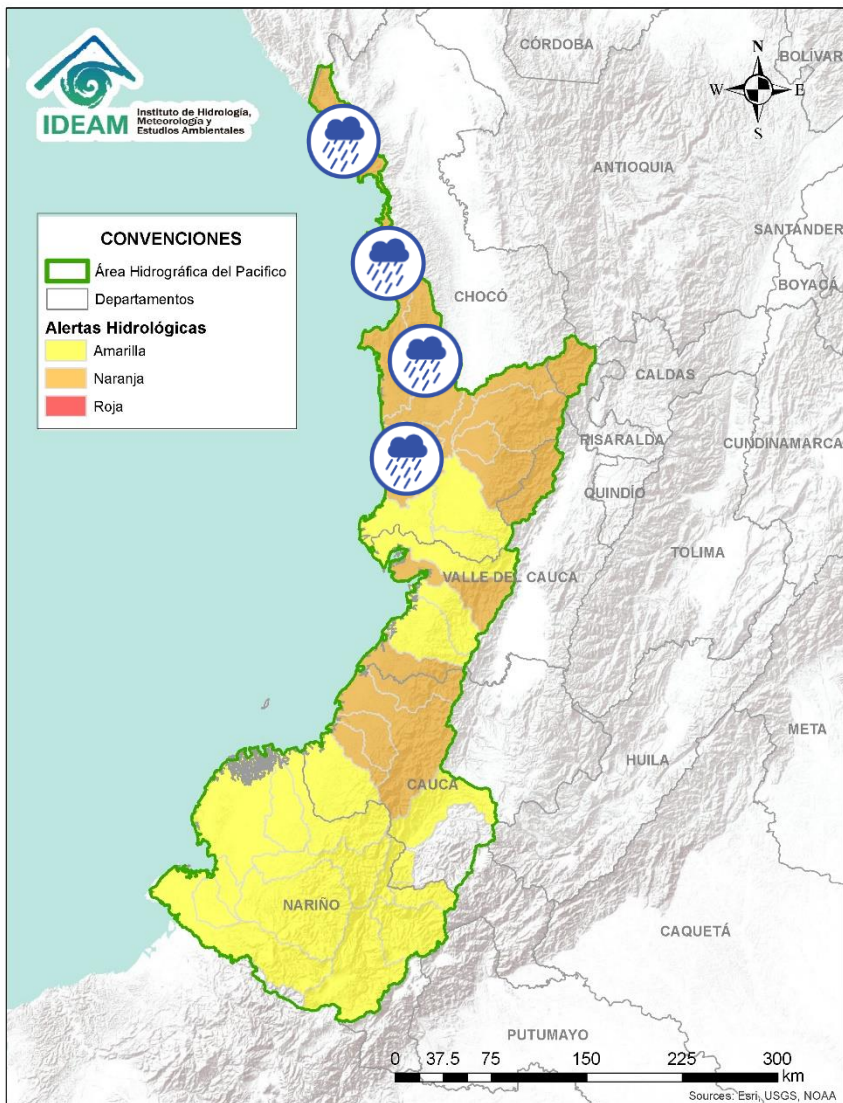 IDEAM
Instituto de Hidrología,
Meteorología y
Estudios Ambientales
N
W
E
S
CÓRDOBA
BOLÍVAR
ANTIOQUIA
SANTANDER
BOYACÁ
CHOCÓ
CALDAS
RISARALDA
CUNDINAMARCA
QUINDÍO
TOLIMA
VALLE DEL CAUCA
META
HUILA
CAUCA
NARIÑO
CAQUETÁ
PUTUMAYO
CONVENCIONES
Área Hidrográfica del Pacifico
Departamentos
Alertas Hidrológicas
Amarilla
Naranja
Roja
0 37.5 75 150 225 300
km
Sources: Esri, USGS, NOAA